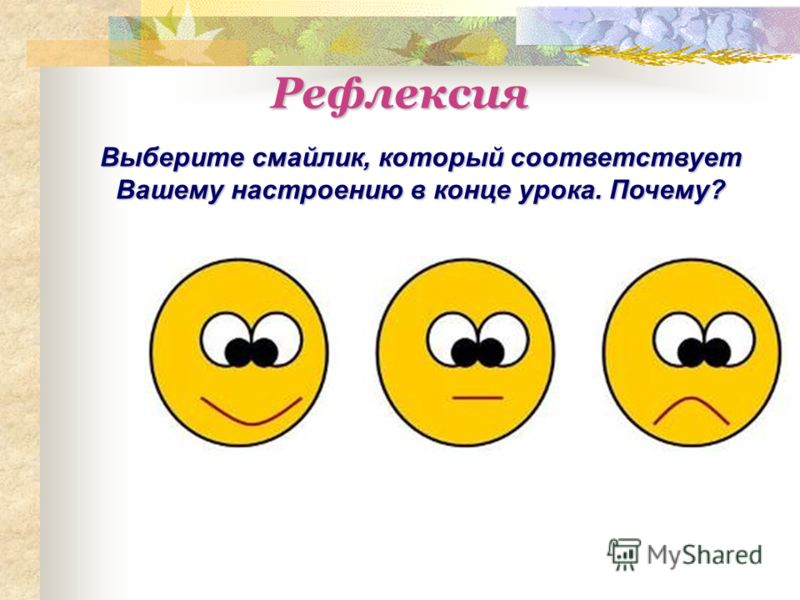 Рефлексия
Выберите смайлик, который соответствует
Вашему настроению в конце урока. Почему?
MyShared